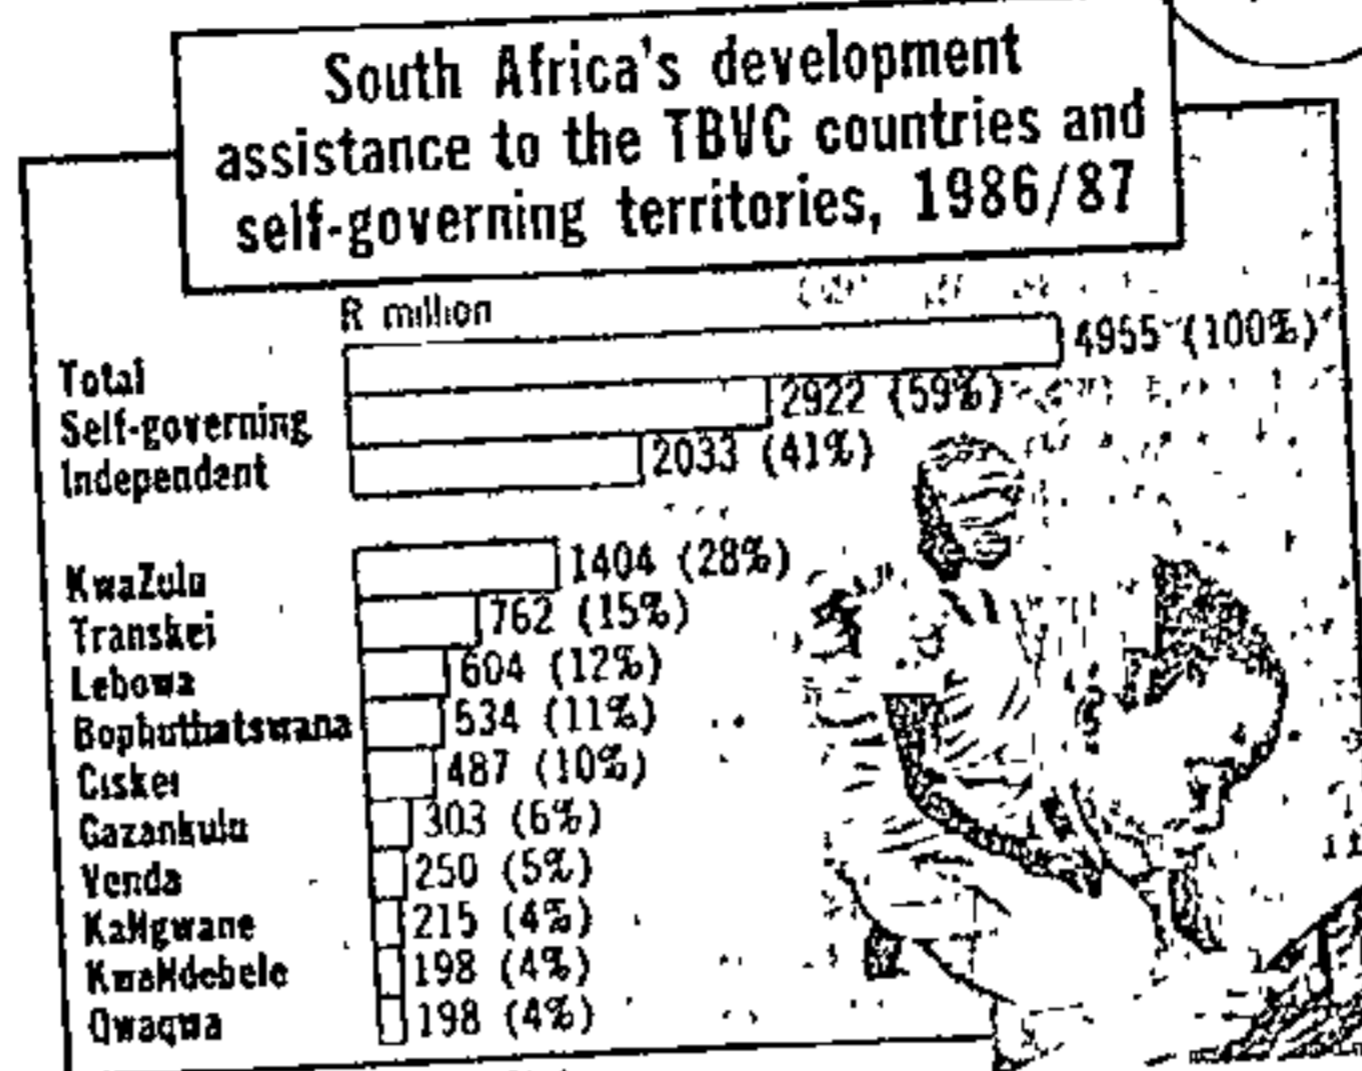 South Africa's development
assistance to the TBVC countries and
self-governing territories, 1986/87
R million
Total 4955 (100%)
Self-governing 2922 (59%)
Independent 2033 (41%)
KwaZulu 1404 (28%)
Transkei 762 (15%)
Lebowa 604 (12%)
Bophuthatswana 534 (11%)
Ciskei 487 (10%)
Gazankulu 303 (6%)
Venda 250 (5%)
KaNgwane 215 (4%)
KwaNdebele 198 (4%)
Qwaqwa 198 (4%)